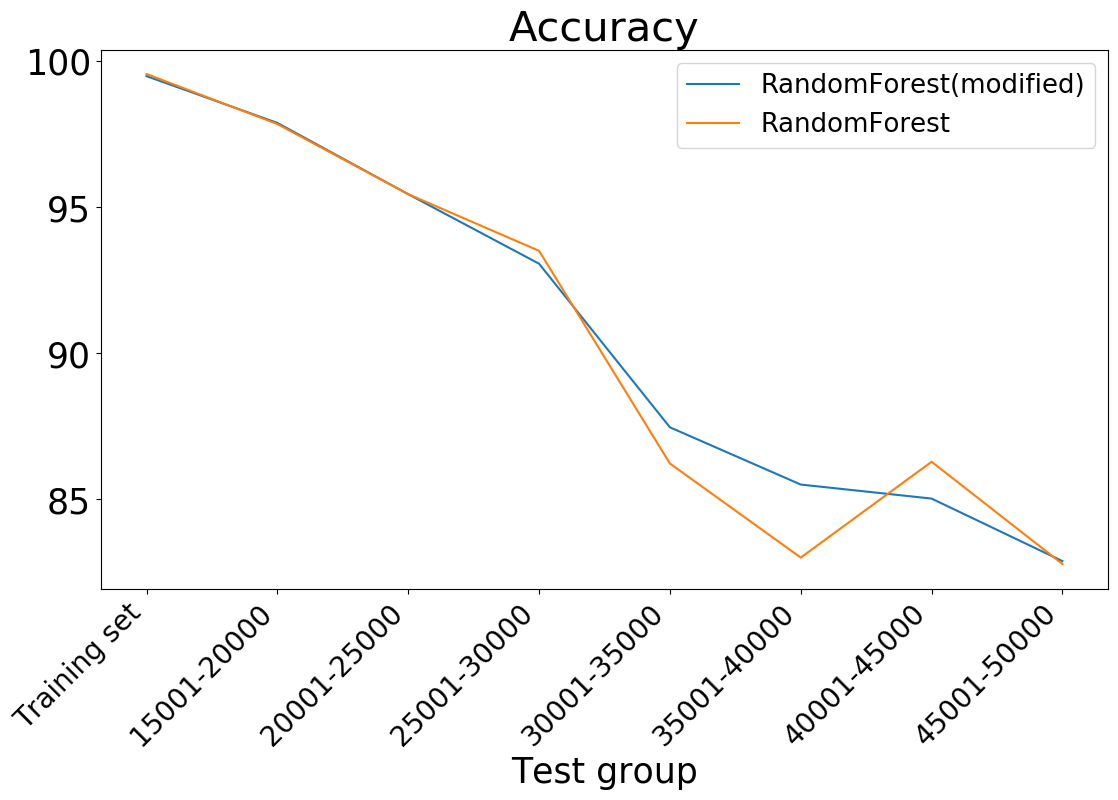 Accuracy
RandomForest(modified)
RandomForest
100
95
90
85
Training set
15001-20000
20001-25000
25001-30000
30001-35000
35001-40000
40001-45000
45001-50000
Test group